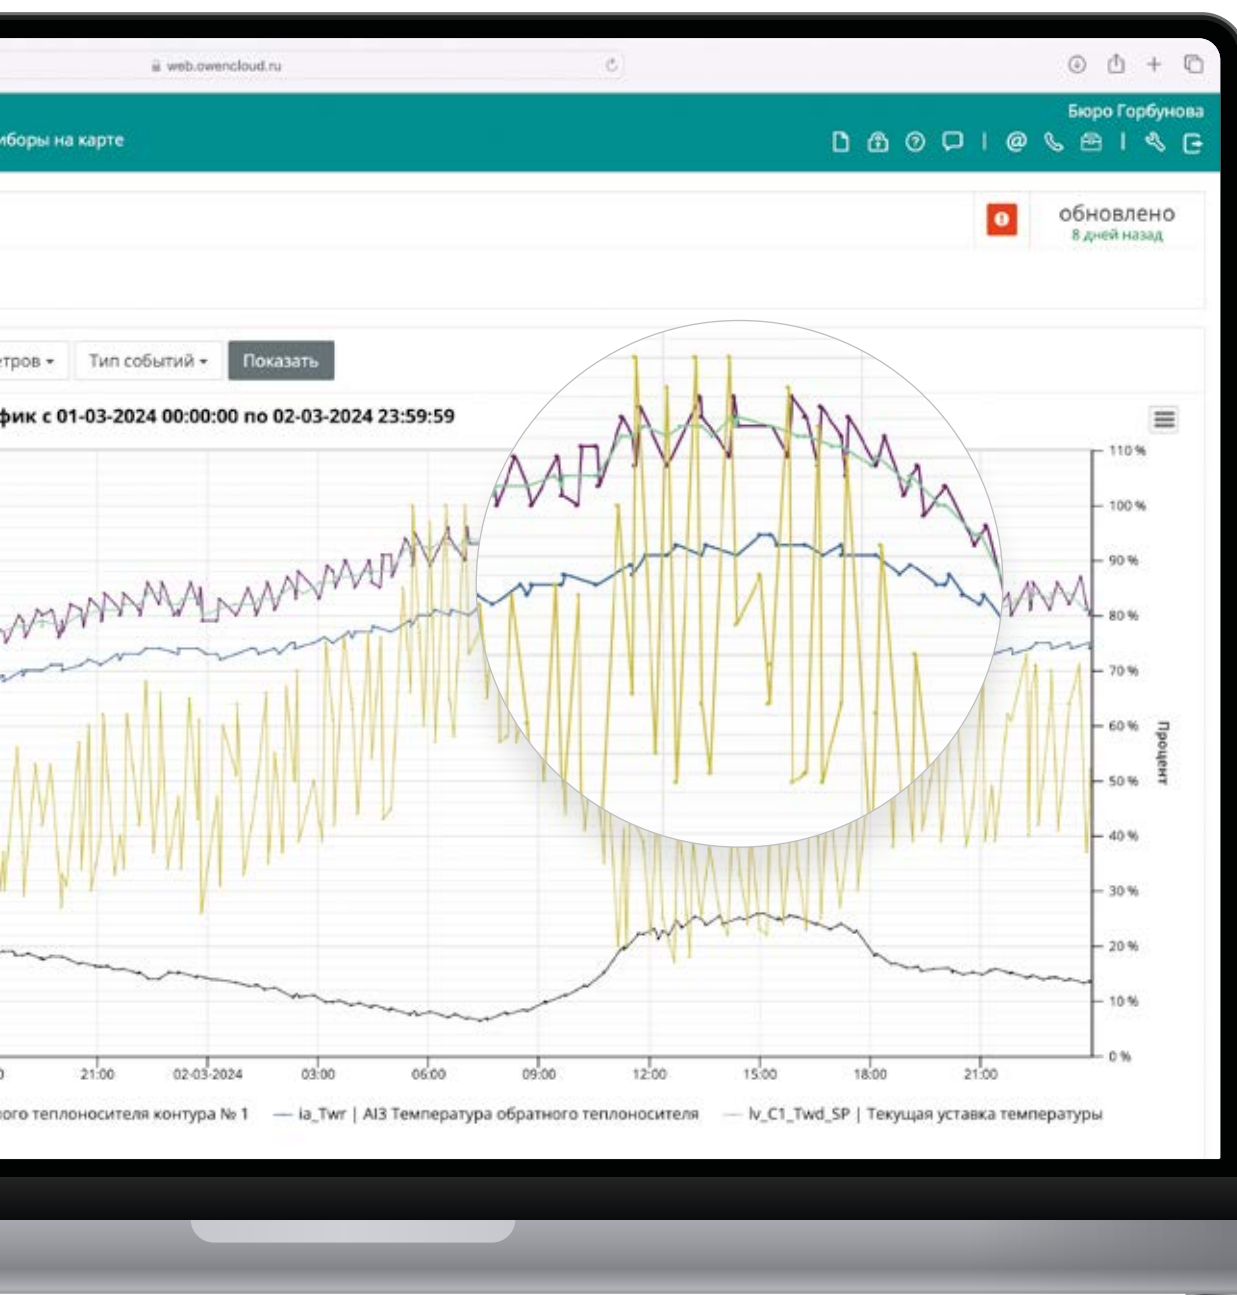 web.owencloud.ru
Бюро Горбунова
иборы на карте
обновлено
8 дней назад
тров
Тип событий
Показать
фик с 01-03-2024 00:00:00 по 02-03-2024 23:59:59
110 %
100 %
90 %
80 %
70 %
60 %
50 %
40 %
30 %
20 %
10 %
0 %
Процент
0
21:00
02-03-2024
03:00
06:00
09:00
12:00
15:00
18:00
21:00
ного теплоносителя контура № 1
ia_Twr | AI3 Температура обратного теплоносителя
lv_C1_Twd_SP | Текущая уставка температуры